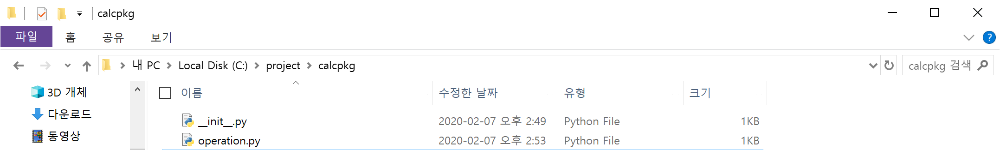 calcpkg
파일 홈 공유 보기
내 PC > Local Disk (C:) > project > calcpkg calcpkg 검색
3D 개체 이름 수정한 날짜 유형 크기
다운로드 __init__.py 2020-02-07 오후 2:49 Python File 1KB
동영상 operation.py 2020-02-07 오후 2:53 Python File 1KB